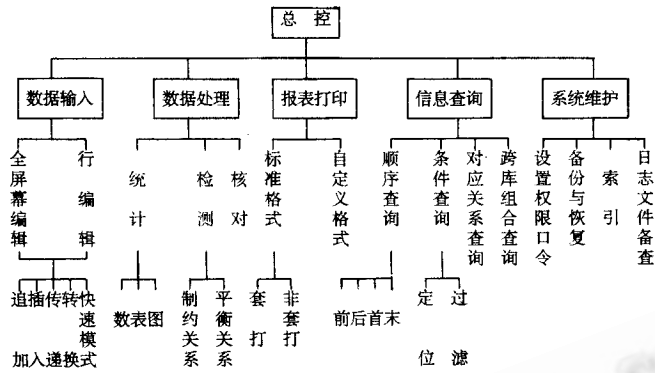 总控
数据输入
数据处理
报表打印
信息查询
系统维护
全屏幕编辑
行编辑
统计
检测
核对
标准格式
自定义格式
顺序查询
条件查询
对应关系查询
跨库组合查询
设置权限口令
备份与恢复
索引
日志文件备查
追加
插入
传递
转换
快速模式
数表图
制约关系
平衡关系
套打
非套打
前后首末
定位
过滤